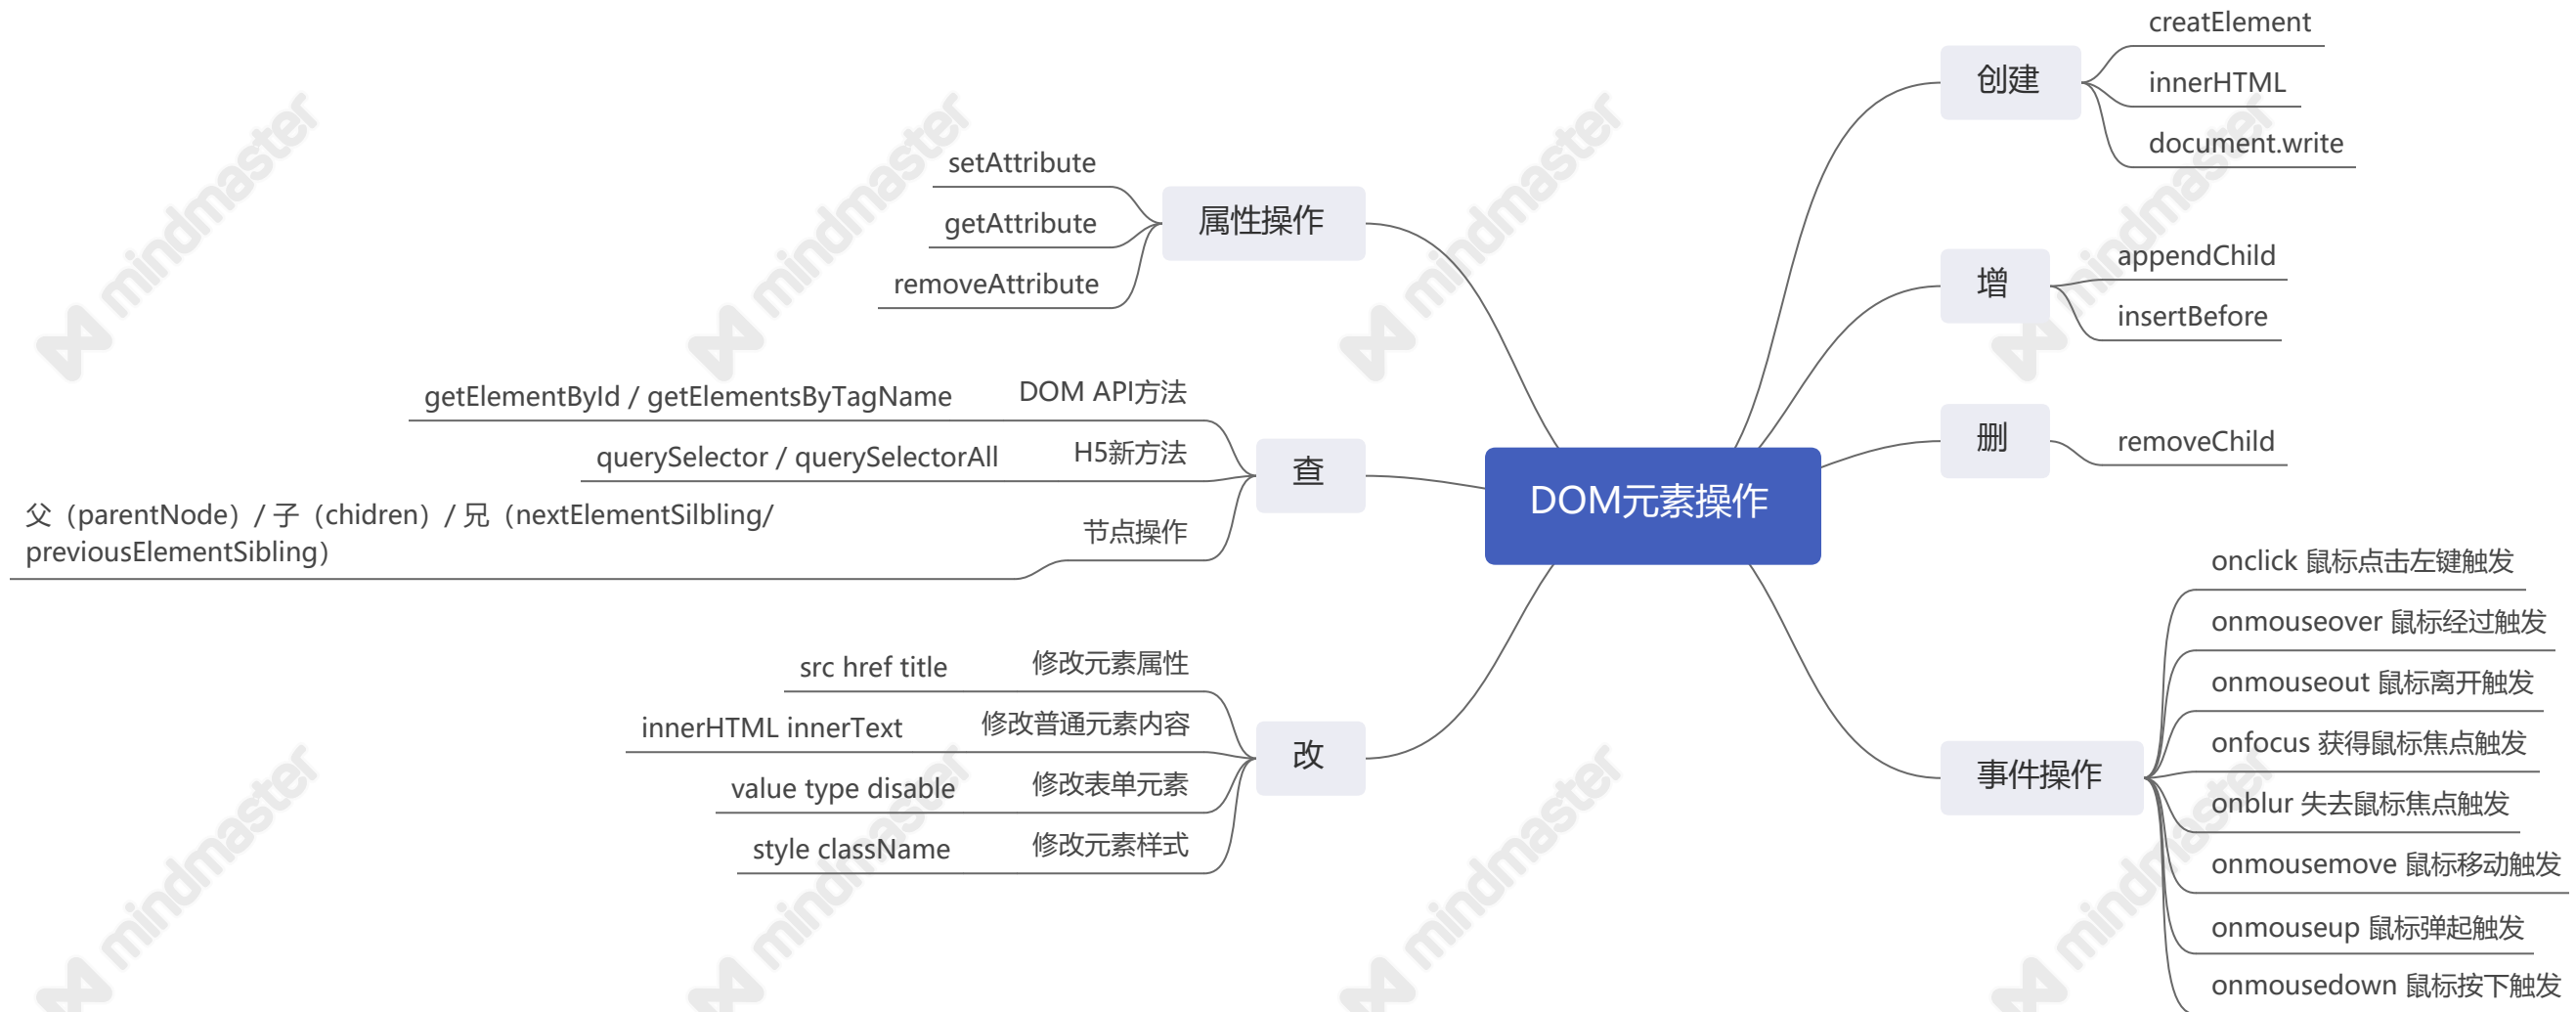 DOM元素操作
创建
creatElement
innerHTML
document.write
增
appendChild
insertBefore
删
removeChild
事件操作
onclick 鼠标点击左键触发
onmouseover 鼠标经过触发
onmouseout 鼠标离开触发
onfocus 获得鼠标焦点触发
onblur 失去鼠标焦点触发
onmousemove 鼠标移动触发
onmouseup 鼠标弹起触发
onmousedown 鼠标按下触发
属性操作
setAttribute
getAttribute
removeAttribute
查
DOM API方法
getElementById / getElementsByTagName
H5新方法
querySelector / querySelectorAll
节点操作
父（parentNode）/ 子（chidren）/ 兄（nextElementSilbling/
previousElementSibling）
改
修改元素属性
src href title
修改普通元素内容
innerHTML innerText
修改表单元素
value type disable
修改元素样式
style className
mindmaster
mindmaster
mindmaster
mindmaster
mindmaster
mindmaster
mindmaster
mindmaster